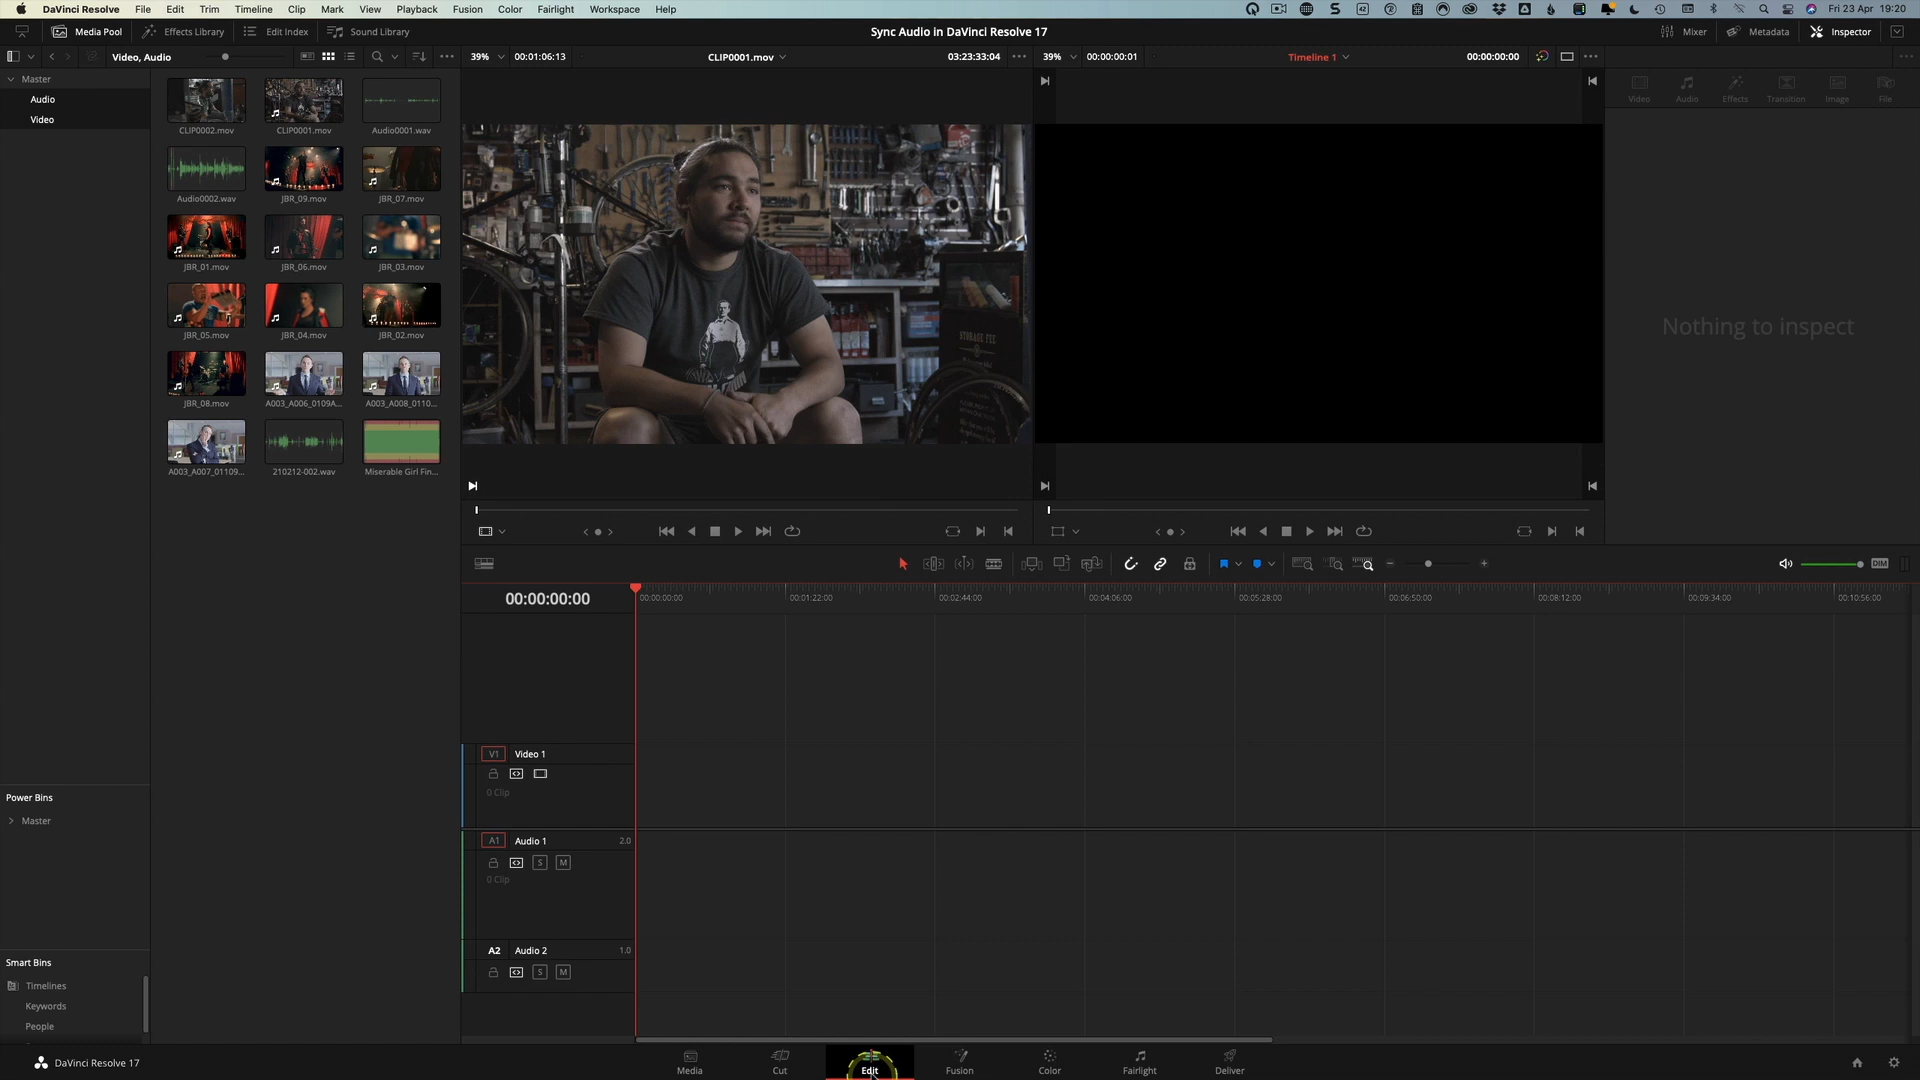 DaVinci Resolve File Edit Trim Timeline Clip Mark View Playback Fusion Color Fairlight Workspace Help Fri 23 Apr 19:20
Media Pool Effects Library Edit Index Sound Library Sync Audio in DaVinci Resolve 17 Mixer Metadata Inspector
Video, Audio 39% 00:01:06:13 CLIP0001.mov 03:23:33:04 39% 00:00:00:01 Timeline 1 00:00:00:00
Master
Audio
Video
Video Audio Effects Transition Image File
CLIP0002.mov CLIP0001.mov Audio0001.wav
Audio0002.wav JBR_09.mov JBR_07.mov
JBR_01.mov JBR_06.mov JBR_03.mov
JBR_05.mov JBR_04.mov JBR_02.mov
JBR_08.mov A003_A006_0109A... A003_A008_0110...
A003_A007_01109... 210212-002.wav Miserable Girl Fin...
STORAGE FEE
Nothing to inspect
DIM
00:00:00:00 00:00:00:00 00:01:22:00 00:02:44:00 00:04:06:00 00:05:28:00 00:06:50:00 00:08:12:00 00:09:34:00 00:10:56:00
V1 Video 1
0 Clip
A1 Audio 1 2.0
S M
0 Clip
A2 Audio 2 1.0
S M
Power Bins
Master
Smart Bins
Timelines
Keywords
People
DaVinci Resolve 17
Media Cut Edit Fusion Color Fairlight Deliver